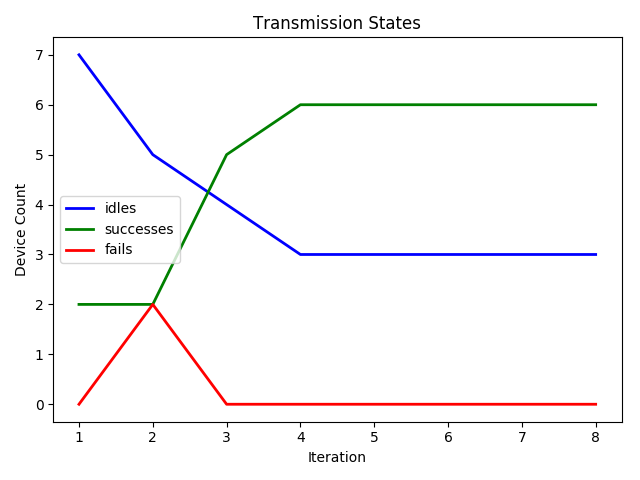 Transmission States
Device Count
7
6
5
4
3
2
1
0
idles
successes
fails
1 2 3 4 5 6 7 8
Iteration